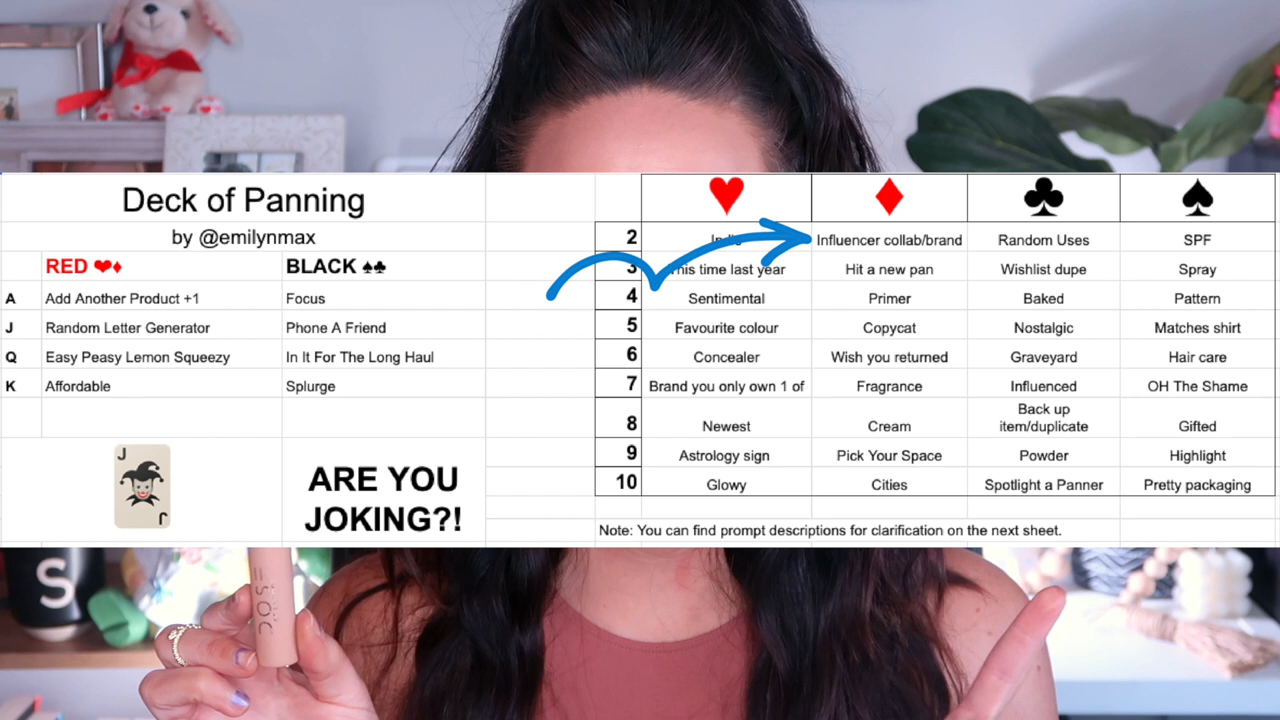 Deck of Panning
by @emilynmax
RED ❤♦ BLACK ♠♣
A Add Another Product +1 Focus
J Random Letter Generator Phone A Friend
Q Easy Peasy Lemon Squeezy In It For The Long Haul
K Affordable Splurge
J
J
ARE YOU
JOKING?!
♥ ♦ ♣ ♠
2 Indie Influencer collab/brand Random Uses SPF
3 This time last year Hit a new pan Wishlist dupe Spray
4 Sentimental Primer Baked Pattern
5 Favourite colour Copycat Nostalgic Matches shirt
6 Concealer Wish you returned Graveyard Hair care
7 Brand you only own 1 of Fragrance Influenced OH The Shame
8 Newest Cream Back up
item/duplicate Gifted
9 Astrology sign Pick Your Space Powder Highlight
10 Glowy Cities Spotlight a Panner Pretty packaging
Note: You can find prompt descriptions for clarification on the next sheet.
S